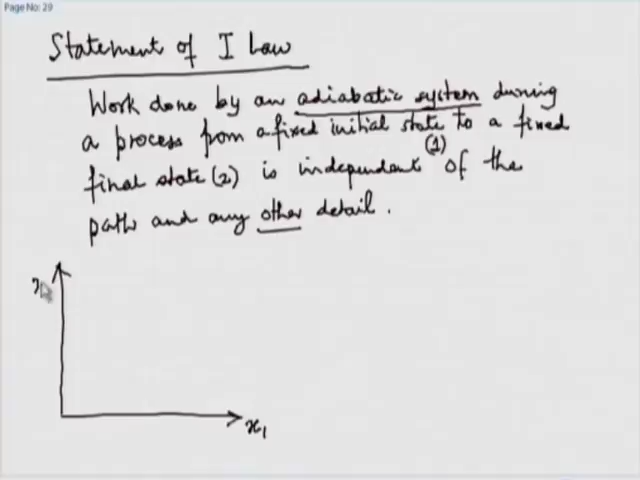 Page No: 29
Statement of I Law
Work done by an adiabatic system during
a process from a fixed initial state to a fixed
(1)
final state (2) is independent of the
path and any other detail.
x1